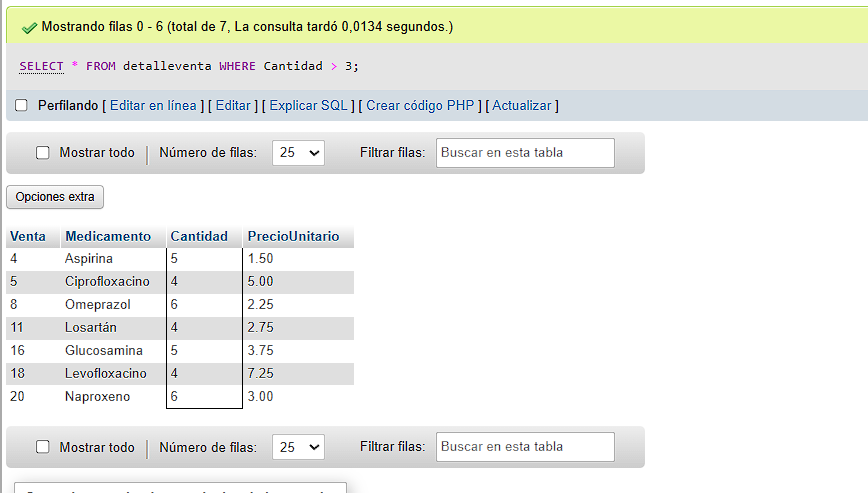 Mostrando filas 0 - 6 (total de 7, La consulta tardó 0,0134 segundos.)
SELECT * FROM detalleventa WHERE Cantidad > 3;
Perfilando [ Editar en línea ] [ Editar ] [ Explicar SQL ] [ Crear código PHP ] [ Actualizar ]
Mostrar todo | Número de filas: 25 Filtrar filas: Buscar en esta tabla
Opciones extra
Venta Medicamento Cantidad PrecioUnitario
4 Aspirina 5 1.50
5 Ciprofloxacino 4 5.00
8 Omeprazol 6 2.25
11 Losartán 4 2.75
16 Glucosamina 5 3.75
18 Levofloxacino 4 7.25
20 Naproxeno 6 3.00
Mostrar todo | Número de filas: 25 Filtrar filas: Buscar en esta tabla